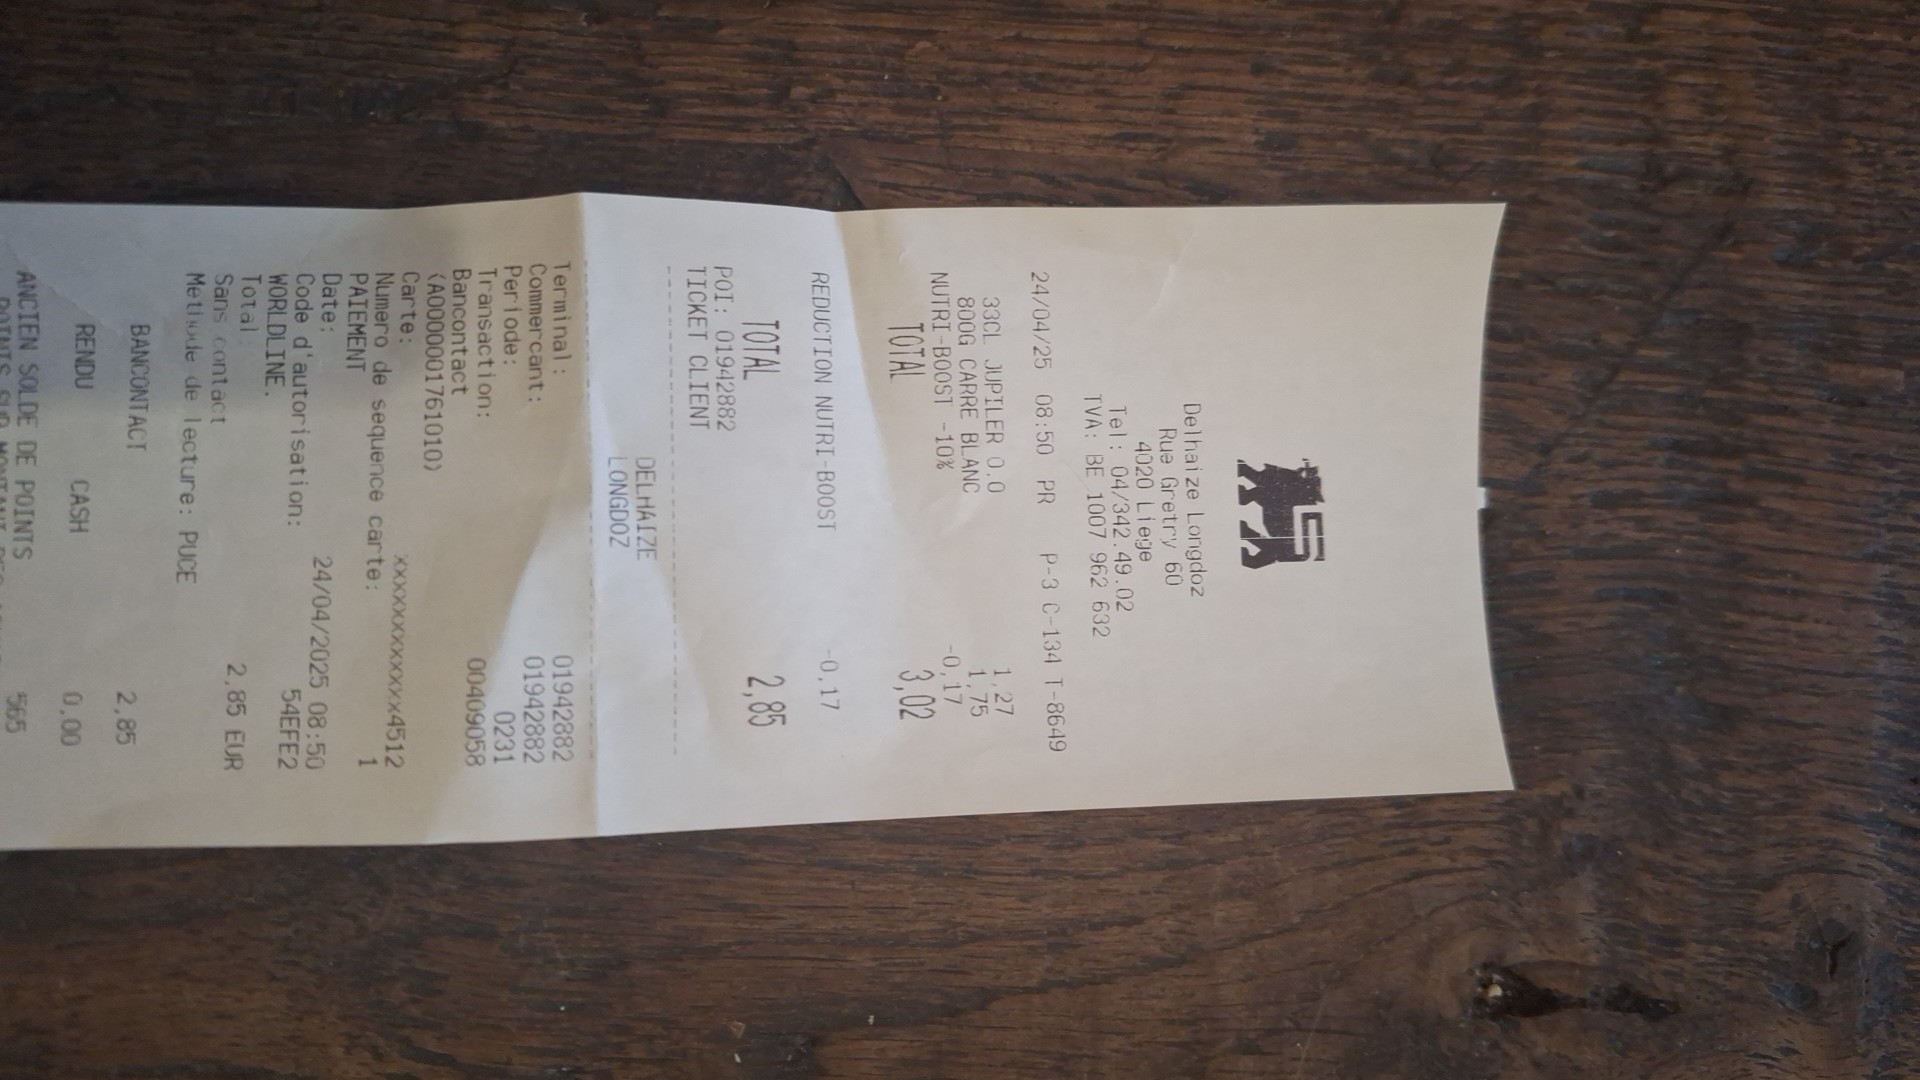 Delhaize Longdoz
Rue Gretry 60
4020 Liege
Tel: 04/342.49.02
TVA: BE 1007 962 632
24/04/25 08:50 PR P-3 C-134 T-8649
33CL JUPILER 0.0 1,27
800G CARRE BLANC 1,75
NUTRI-BOOST -10% -0,17
TOTAL 3,02
REDUCTION NUTRI-BOOST -0,17
TOTAL 2,85
POI: 01942882
TICKET CLIENT
DELHAIZE
LONGDOZ
Terminal: 01942882
Commercant: 01942882
Periode: 0231
Transaction: 00409058
Bancontact
(A0000001761010)
Carte: xxxxxxxxxxxxx4512
Numero de sequence carte: 1
PAIEMENT
Date: 24/04/2025 08:50
Code d'autorisation: 54EFE2
WORLDLINE.
Total: 2,85 EUR
Sans contact
Methode de lecture: PUCE
BANCONTACT 2,85
RENDU CASH 0,00
ANCIEN SOLDE DE POINTS 565
POINTS SUR MONTANT